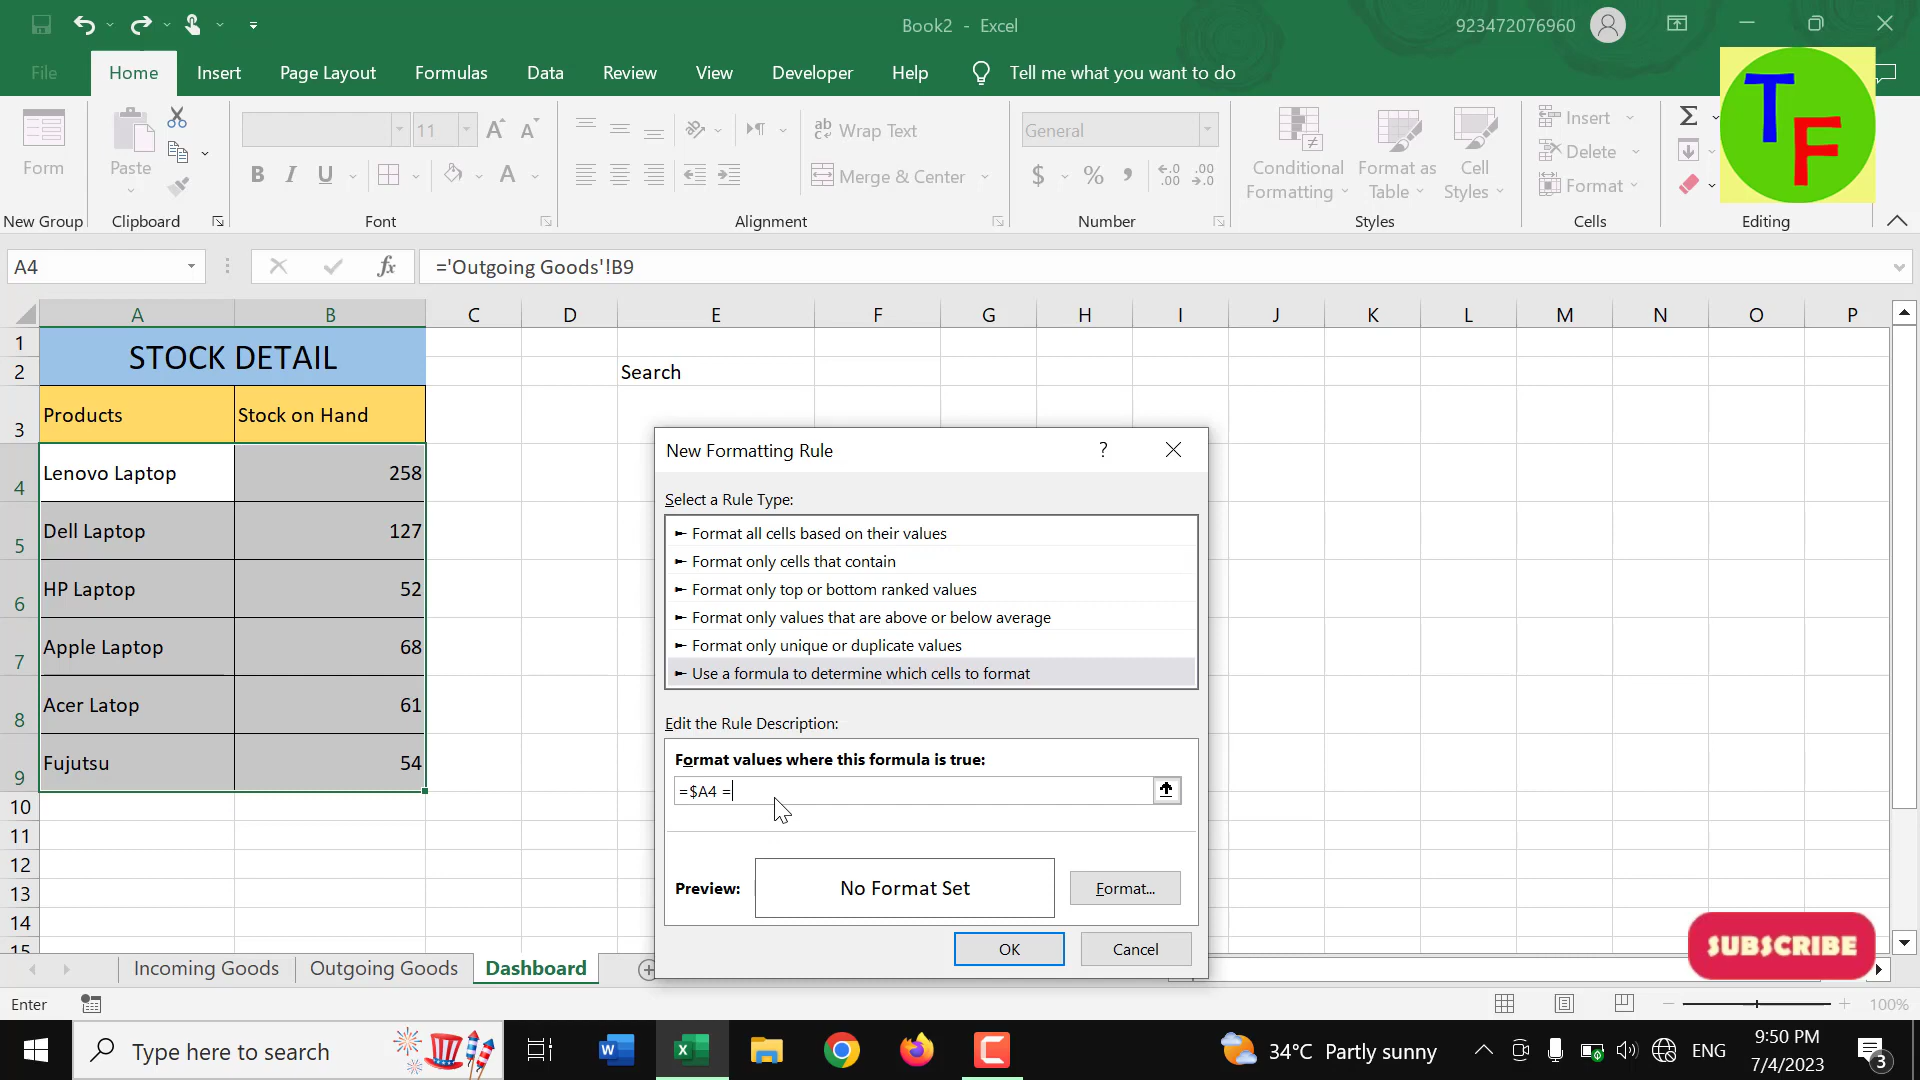 Book2 - Excel
923472076960
File Home Insert Page Layout Formulas Data Review View Developer Help Tell me what you want to do
TF
Form
New Group
Paste
Clipboard
11
B I U
Font
Wrap Text
Merge & Center
Alignment
General
$ %
Number
Conditional Formatting
Format as Table
Cell Styles
Styles
Insert
Delete
Format
Cells
Editing
A4
fx
='Outgoing Goods'!B9
A B C D E F G H I J K L M N O P
1 STOCK DETAIL
2 Search
3 Products Stock on Hand
4 Lenovo Laptop 258
5 Dell Laptop 127
6 HP Laptop 52
7 Apple Laptop 68
8 Acer Latop 61
9 Fujutsu 54
10
11
12
13
14
15
New Formatting Rule
?
Select a Rule Type:
► Format all cells based on their values
► Format only cells that contain
► Format only top or bottom ranked values
► Format only values that are above or below average
► Format only unique or duplicate values
► Use a formula to determine which cells to format
Edit the Rule Description:
Format values where this formula is true:
=$A4 =
Preview:
No Format Set
Format...
OK
Cancel
SUBSCRIBE
Incoming Goods Outgoing Goods Dashboard
Enter
100%
Type here to search
34°C Partly sunny
ENG
9:50 PM
7/4/2023
3